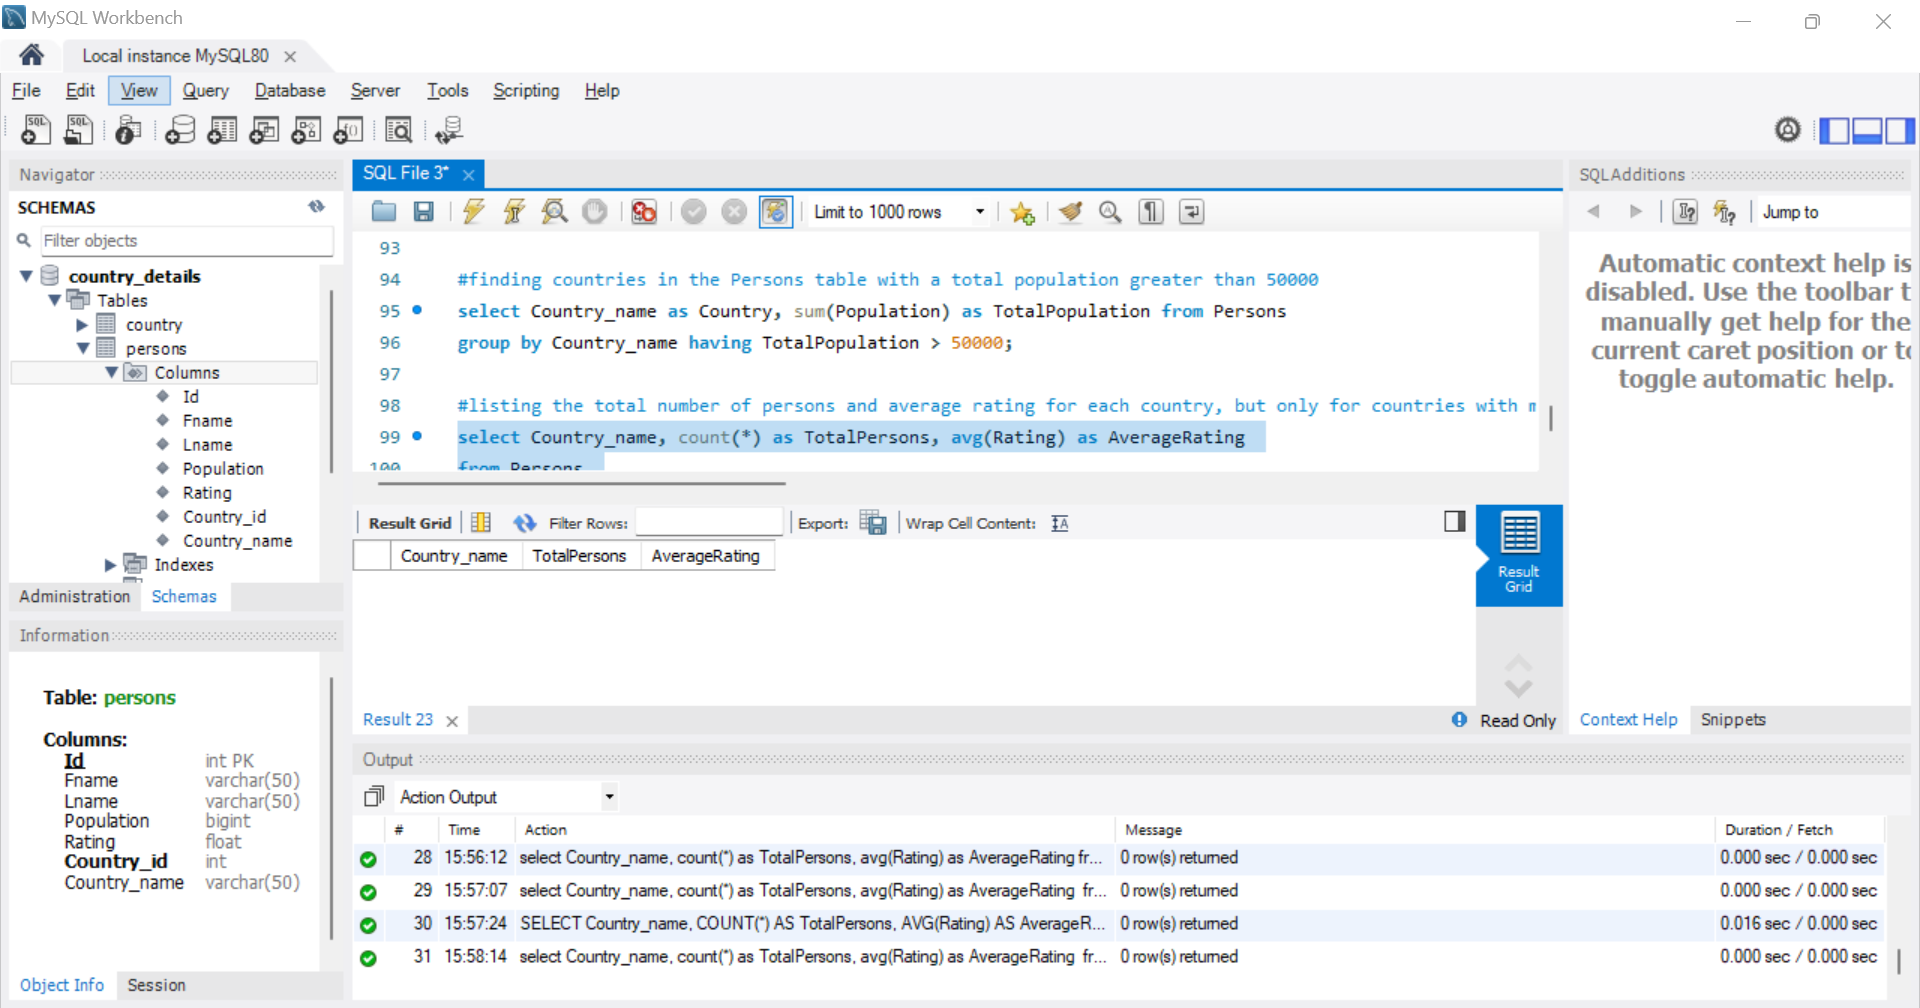 MySQL Workbench
Local instance MySQL80
File Edit View Query Database Server Tools Scripting Help
Navigator
SCHEMAS
Filter objects
country_details
Tables
country
persons
Columns
Id
Fname
Lname
Population
Rating
Country_id
Country_name
Indexes
Administration Schemas
Information
Table: persons
Columns:
Id int PK
Fname varchar(50)
Lname varchar(50)
Population bigint
Rating float
Country_id int
Country_name varchar(50)
Object Info Session
SQL File 3*
Limit to 1000 rows
93
94 #finding countries in the Persons table with a total population greater than 50000
95 select Country_name as Country, sum(Population) as TotalPopulation from Persons
96 group by Country_name having TotalPopulation > 50000;
97
98 #listing the total number of persons and average rating for each country, but only for countries with m
99 select Country_name, count(*) as TotalPersons, avg(Rating) as AverageRating
100 from Persons
Result Grid Filter Rows: Export: Wrap Cell Content:
Country_name TotalPersons AverageRating
Result Grid
Result 23
Read Only
Output
Action Output
# Time Action Message Duration / Fetch
28 15:56:12 select Country_name, count(*) as TotalPersons, avg(Rating) as AverageRating fr... 0 row(s) returned 0.000 sec / 0.000 sec
29 15:57:07 select Country_name, count(*) as TotalPersons, avg(Rating) as AverageRating fr... 0 row(s) returned 0.000 sec / 0.000 sec
30 15:57:24 SELECT Country_name, COUNT(*) AS TotalPersons, AVG(Rating) AS AverageR... 0 row(s) returned 0.016 sec / 0.000 sec
31 15:58:14 select Country_name, count(*) as TotalPersons, avg(Rating) as AverageRating fr... 0 row(s) returned 0.000 sec / 0.000 sec
SQLAdditions
Jump to
Automatic context help is
disabled. Use the toolbar t
manually get help for the
current caret position or to
toggle automatic help.
Context Help Snippets